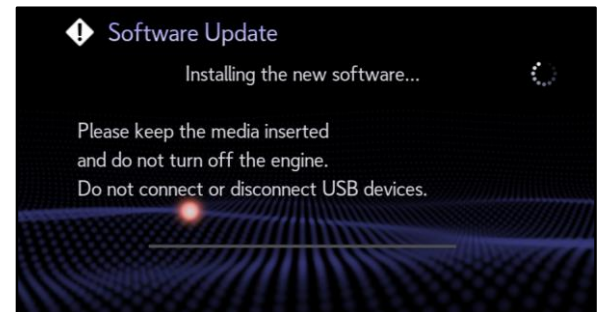 Software Update
Installing the new software...
Please keep the media inserted
and do not turn off the engine.
Do not connect or disconnect USB devices.